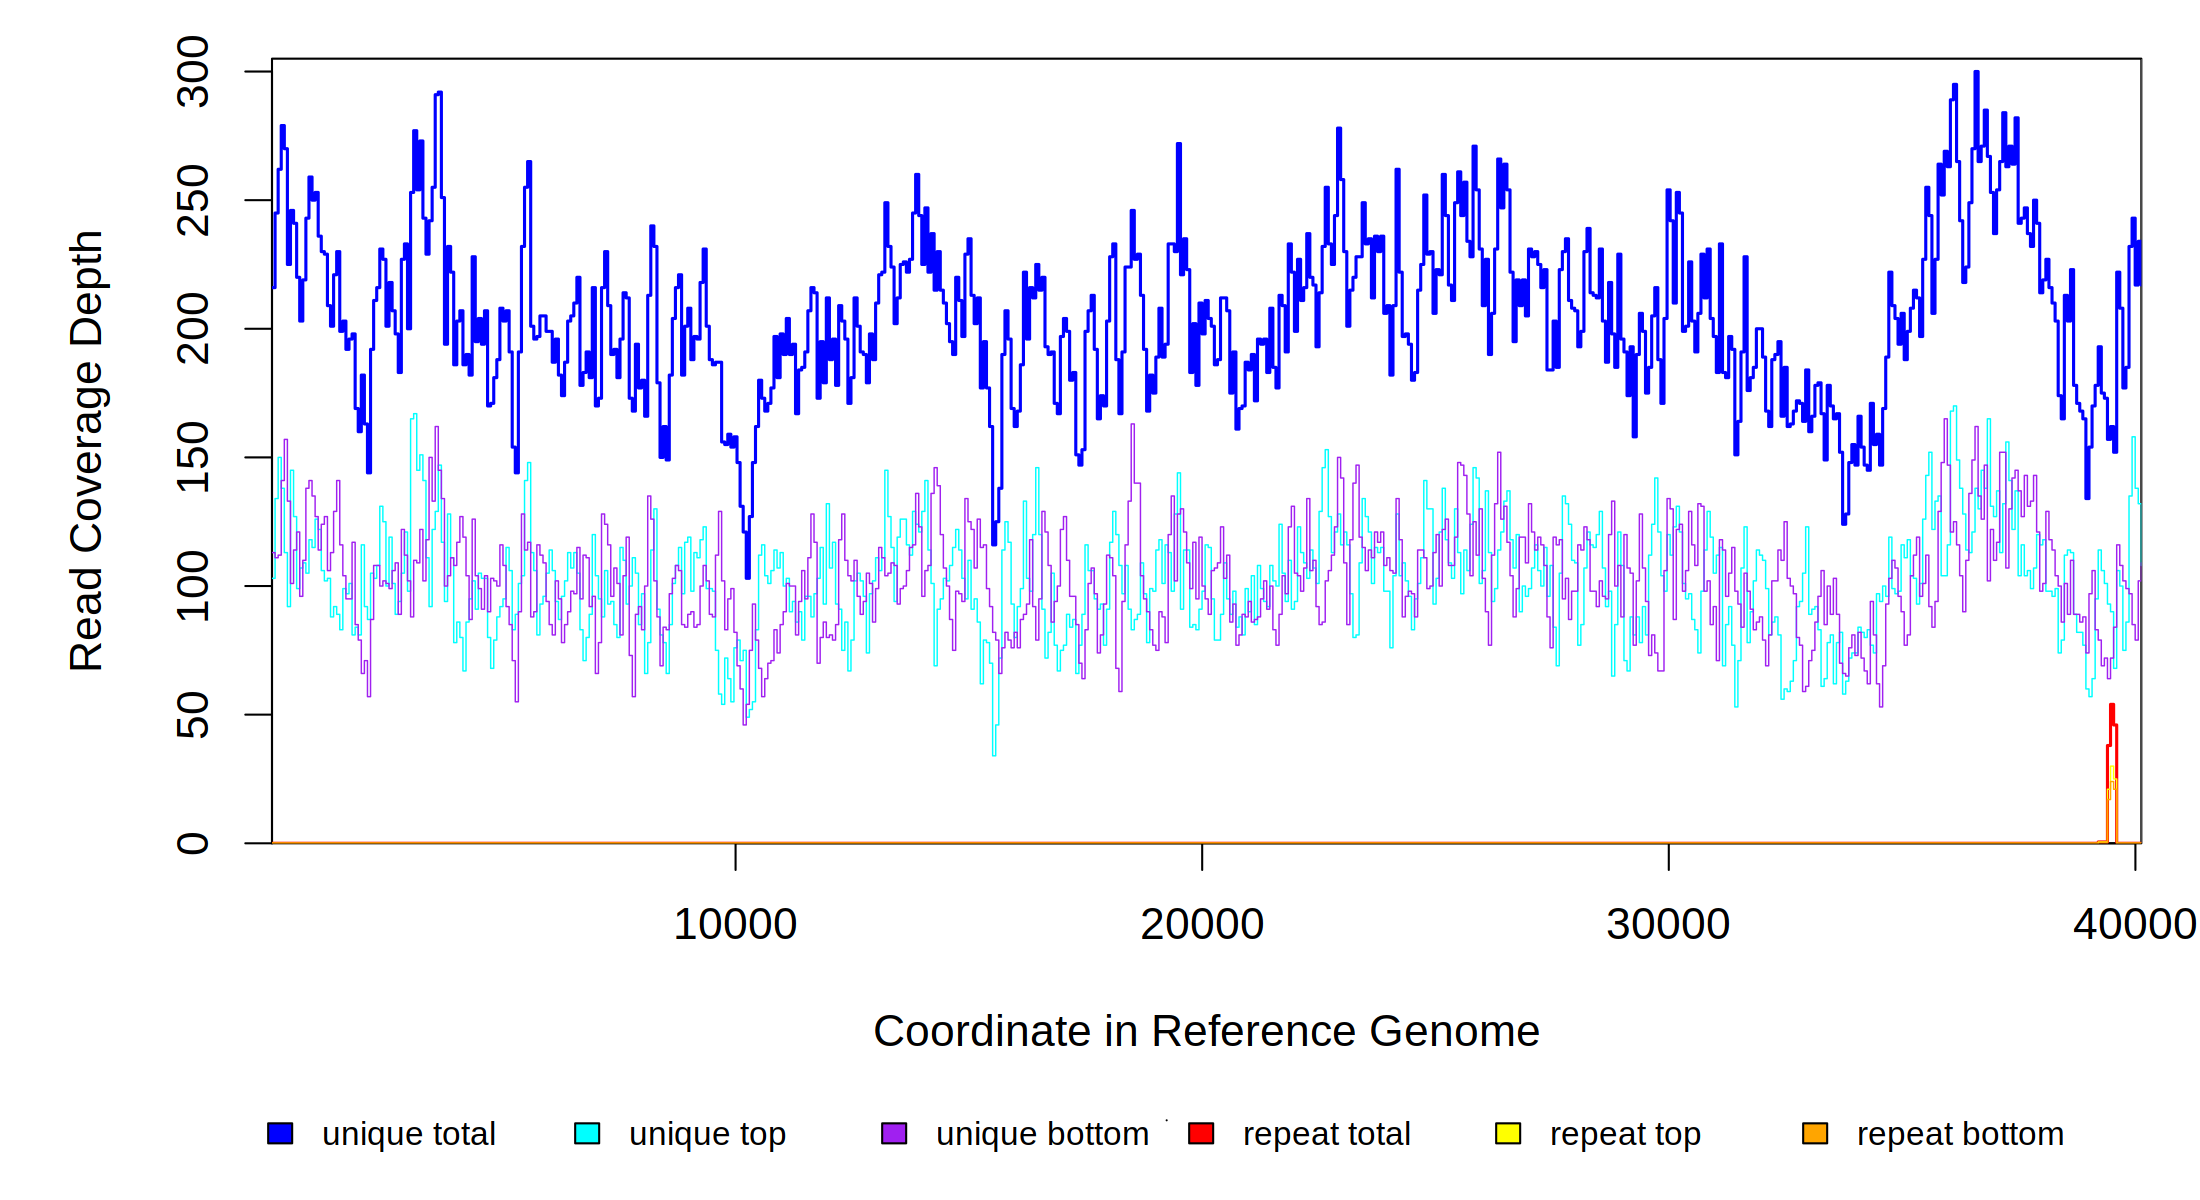 300
250
200
150
100
50
0
Read Coverage Depth
10000 20000 30000 40000
Coordinate in Reference Genome
unique total unique top unique bottom repeat total repeat top repeat bottom